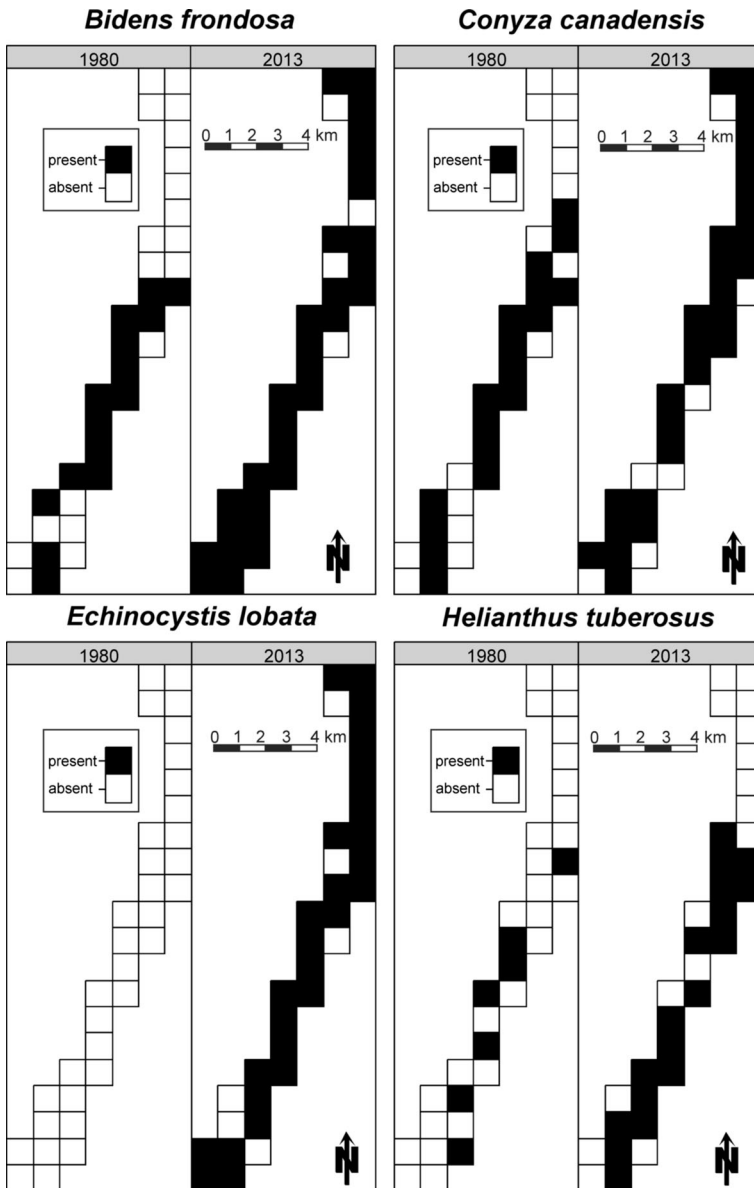 Bidens frondosa
1980 2013
0 1 2 3 4 km
present
absent
N
Conyza canadensis
1980 2013
0 1 2 3 4 km
present
absent
N
Echinocystis lobata
1980 2013
0 1 2 3 4 km
present
absent
N
Helianthus tuberosus
1980 2013
0 1 2 3 4 km
present
absent
N